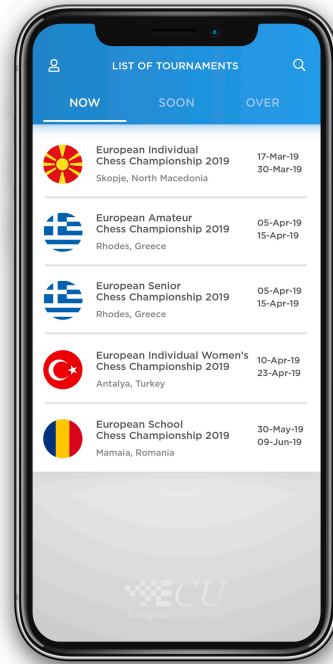 LIST OF TOURNAMENTS
NOW SOON OVER
European Individual
Chess Championship 2019
Skopje, North Macedonia
17-Mar-19
30-Mar-19
European Amateur
Chess Championship 2019
Rhodes, Greece
05-Apr-19
15-Apr-19
European Senior
Chess Championship 2019
Rhodes, Greece
05-Apr-19
15-Apr-19
European Individual Women's
Chess Championship 2019
Antalya, Turkey
10-Apr-19
23-Apr-19
European School
Chess Championship 2019
Mamaia, Romania
30-May-19
09-Jun-19
ECU
European Chess Union